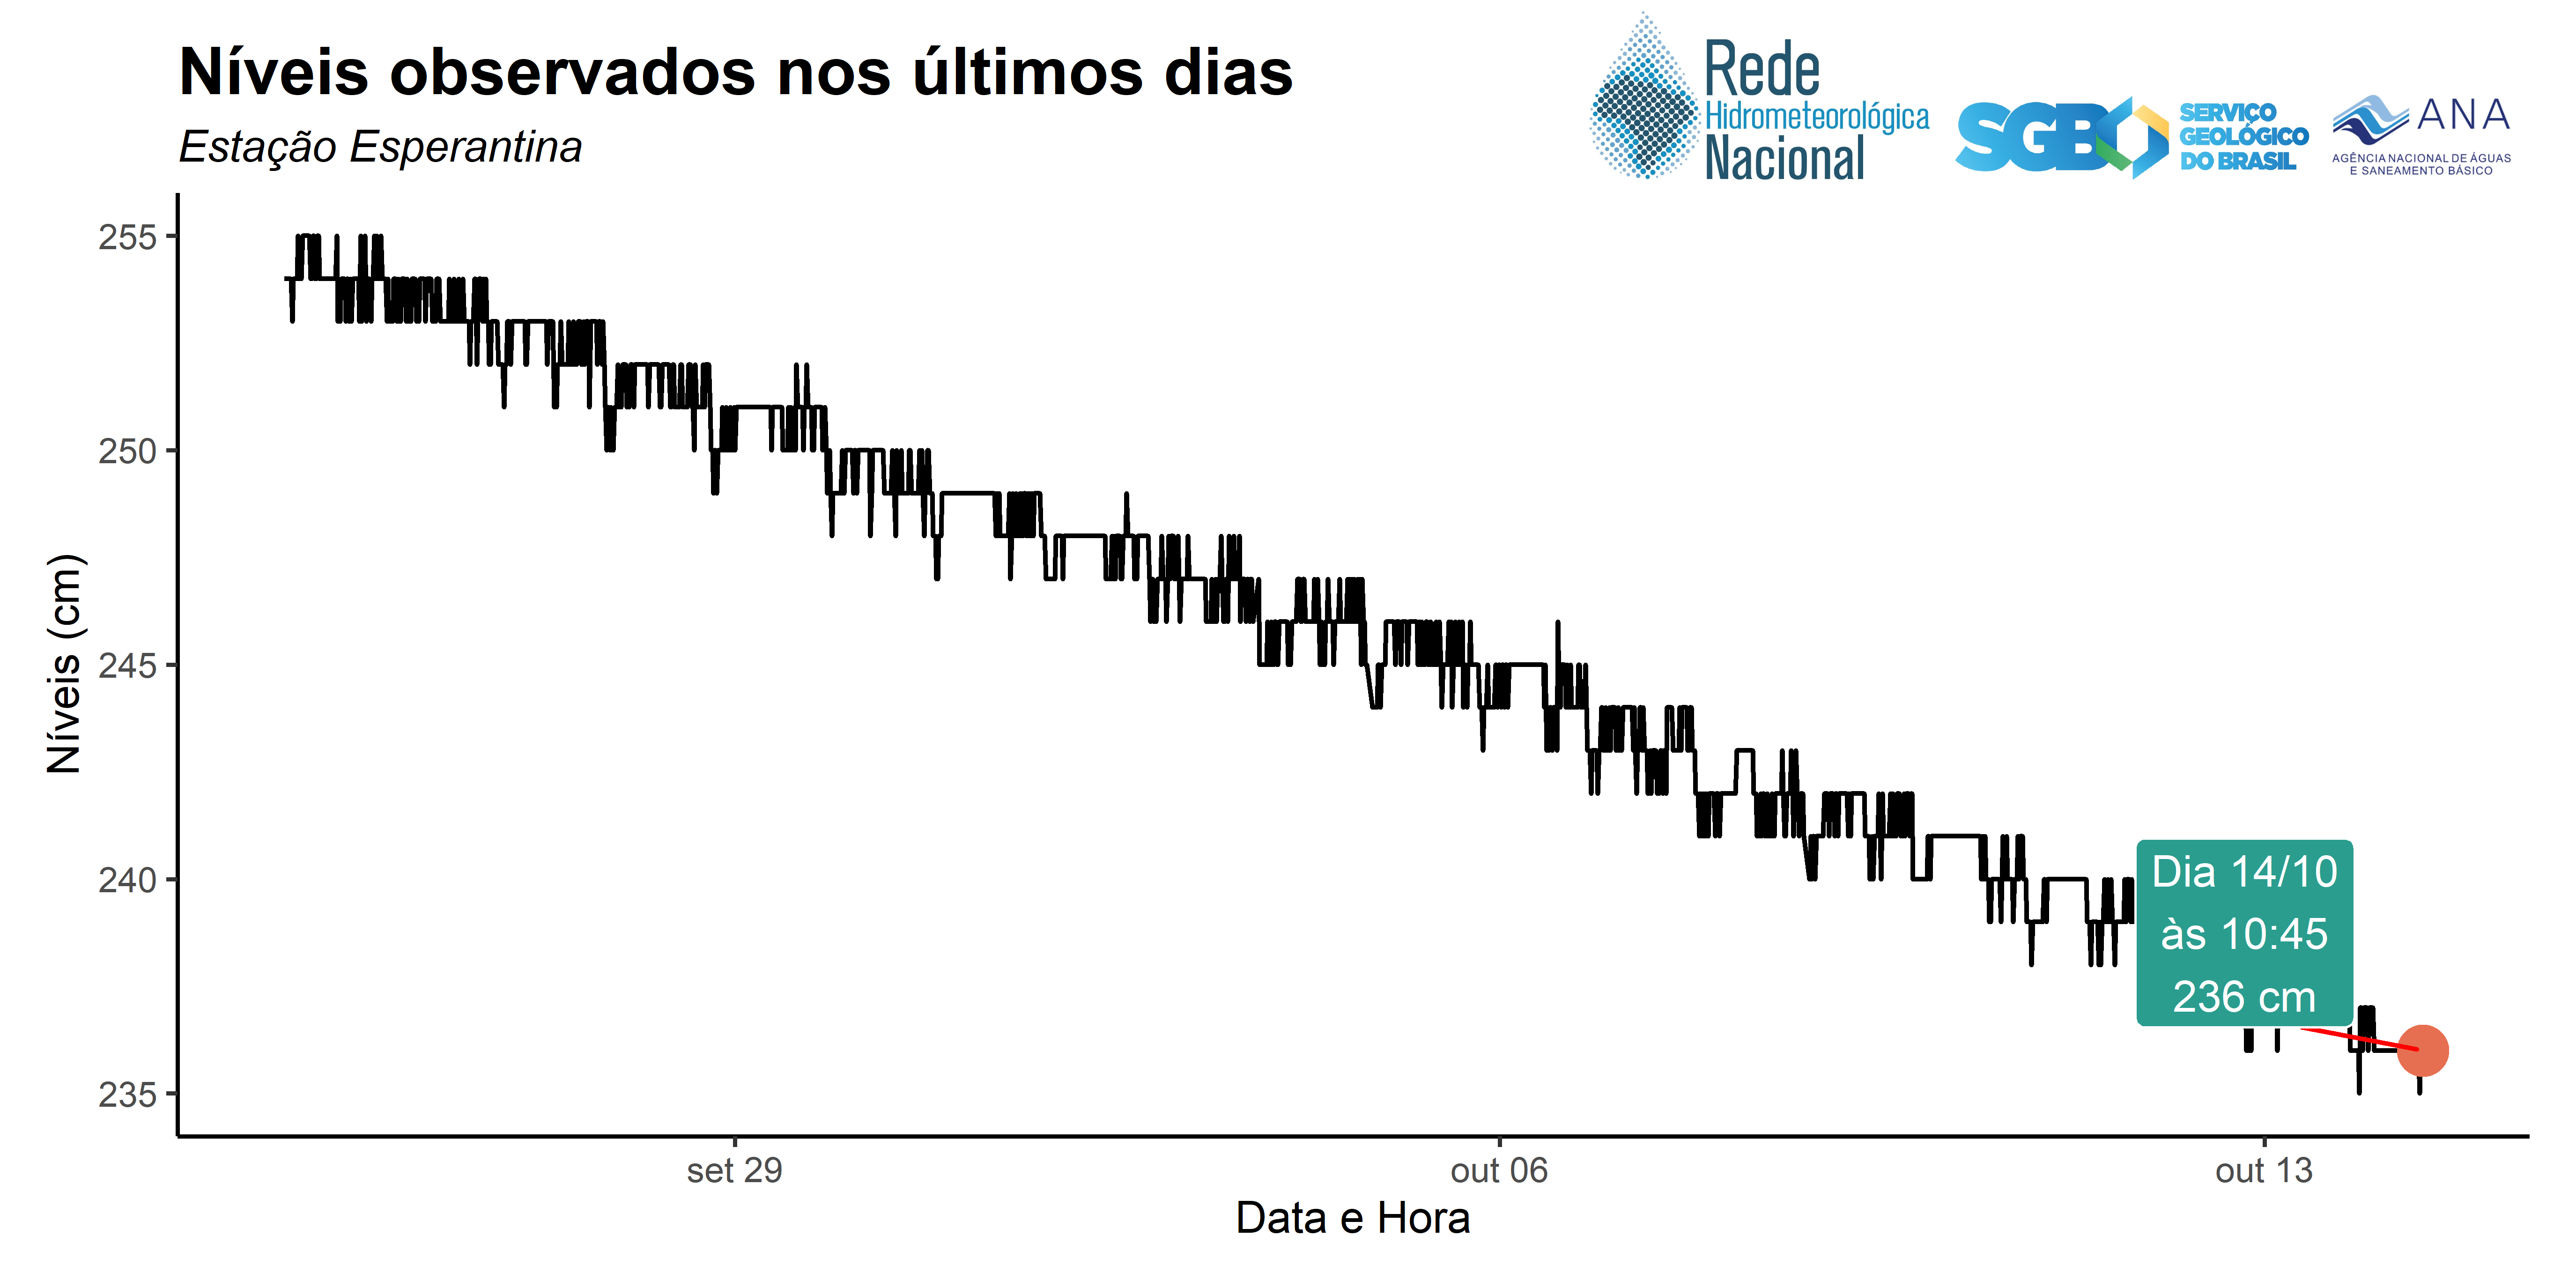 Níveis observados nos últimos dias
Estação Esperantina
Rede
Hidrometeorológica
Nacional
SGB
SERVIÇO
GEOLÓGICO
DO BRASIL
ANA
AGÊNCIA NACIONAL DE ÁGUAS
E SANEAMENTO BÁSICO
Níveis (cm)
255
250
245
240
235
Dia 14/10
às 10:45
236 cm
set 29
out 06
out 13
Data e Hora